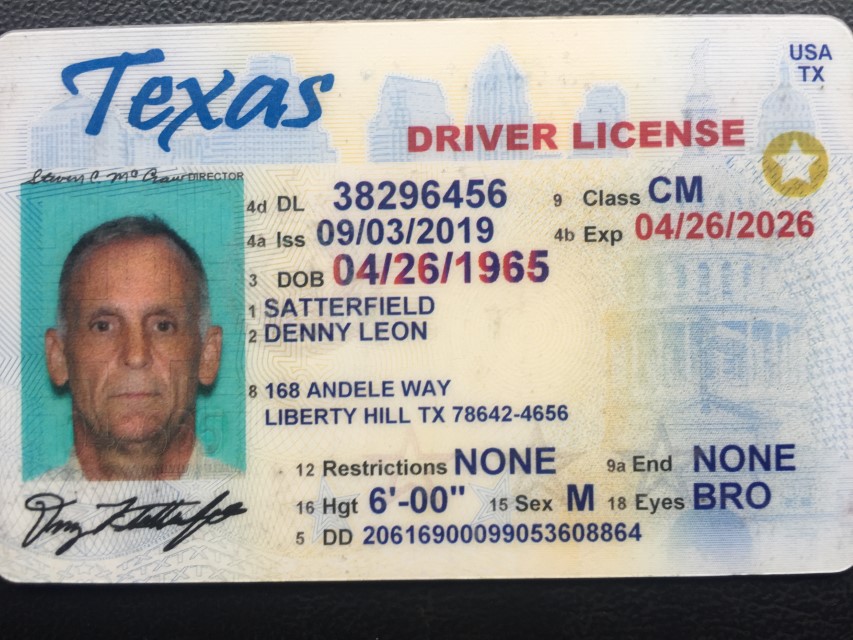 Texas
USA
TX
DRIVER LICENSE
Steven C. McCraw DIRECTOR
4d DL 38296456 9 Class CM
4a Iss 09/03/2019 4b Exp 04/26/2026
3 DOB 04/26/1965
1 SATTERFIELD
2 DENNY LEON
8 168 ANDELE WAY
LIBERTY HILL TX 78642-4656
12 Restrictions NONE 9a End NONE
16 Hgt 6'-00" 15 Sex M 18 Eyes BRO
5 DD 20616900099053608864